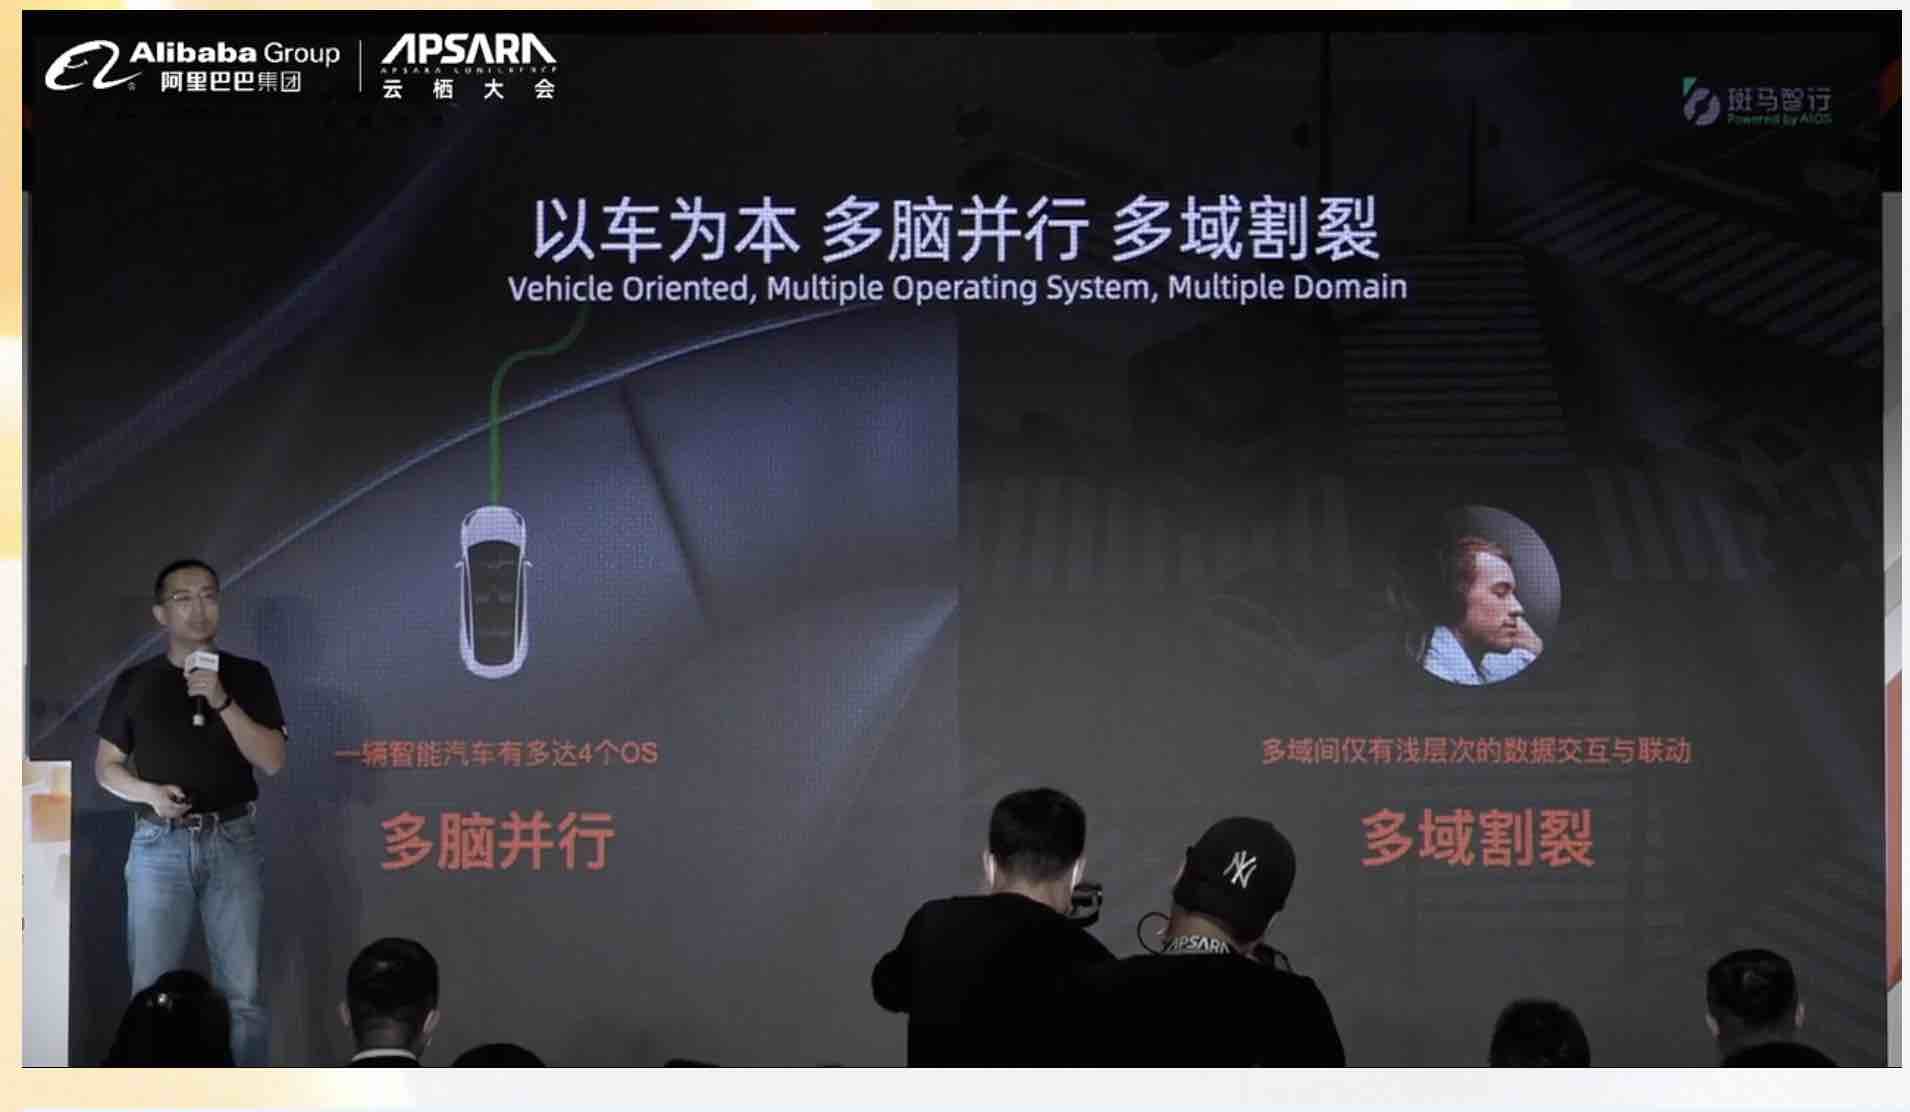 Alibaba Group
阿里巴巴集团
APSARA
APSARA CONFERENCE
云栖大会
斑马智行
Powered by AliOS
以车为本 多脑并行 多域割裂
Vehicle Oriented, Multiple Operating System, Multiple Domain
一辆智能汽车有多达4个OS
多脑并行
多域间仅有浅层次的数据交互与联动
多域割裂
NY
APSARA